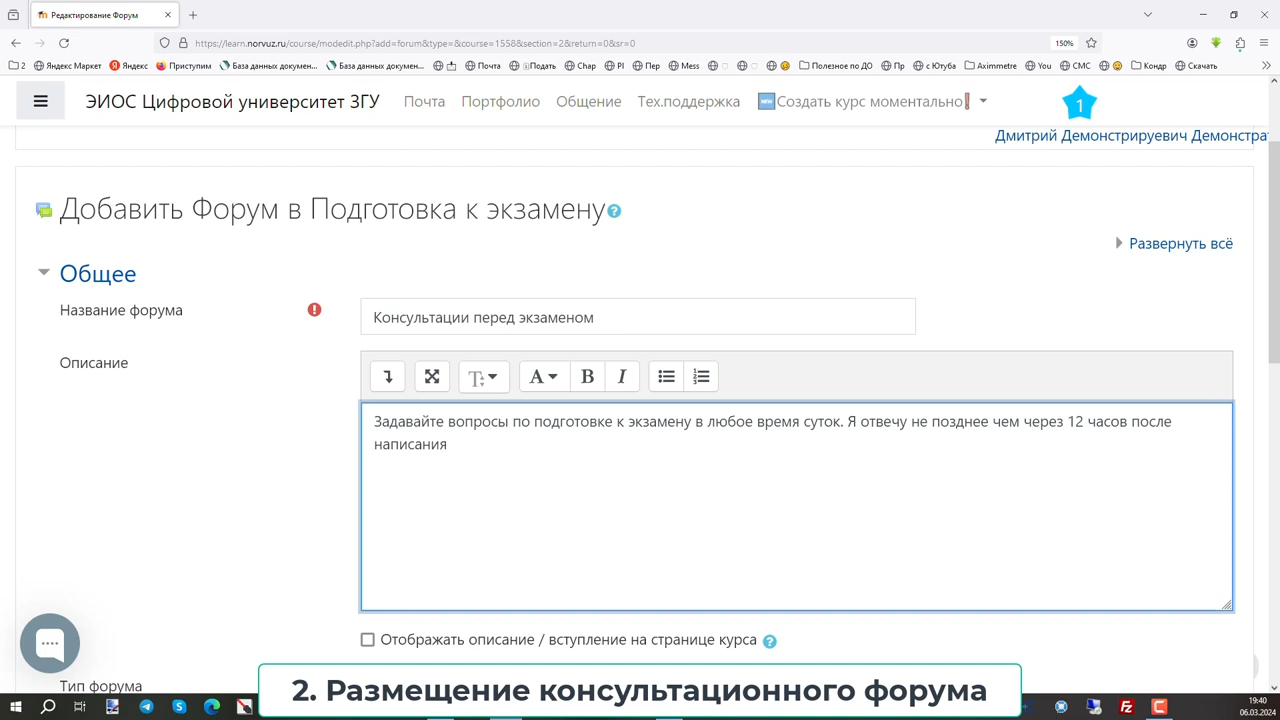 Редактирование Форум
https://learn.norvuz.ru/course/modedit.php?add=forum&type=&course=1558&section=2&return=0&sr=0
150%
2
Яндекс Маркет
Яндекс
Приступим
База данных докумен...
База данных докумен...
Почта
Подать
Chap
PI
Пер
Mess
Полезное по ДО
Пр
с Ютуба
Aximmetre
You
СМС
Кондр
Скачать
ЭИОС Цифровой университет ЗГУ
Почта
Портфолио
Общение
Тех.поддержка
Создать курс моментально
1
Дмитрий Демонстрируевич Демонстрат
Добавить Форум в Подготовка к экзамену
Развернуть всё
Общее
Название форума
Консультации перед экзаменом
Описание
Задавайте вопросы по подготовке к экзамену в любое время суток. Я отвечу не позднее чем через 12 часов после
написания
Отображать описание / вступление на странице курса
Тип форума
2. Размещение консультационного форума
19:40
06.03.2024